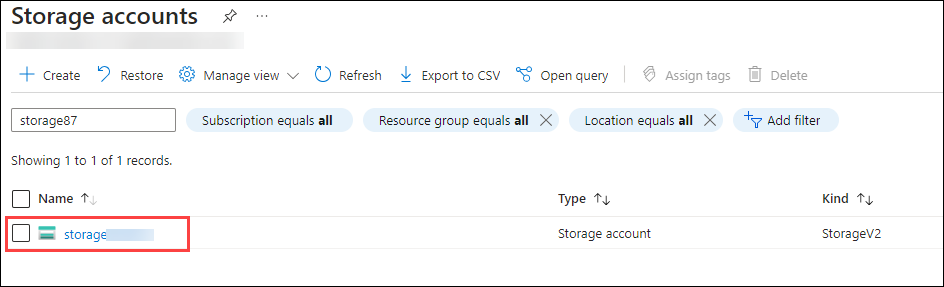 Storage accounts
Create Restore Manage view Refresh Export to CSV Open query Assign tags Delete
storage87 Subscription equals all Resource group equals all Location equals all Add filter
Showing 1 to 1 of 1 records.
Name Type Kind
storage Storage account StorageV2